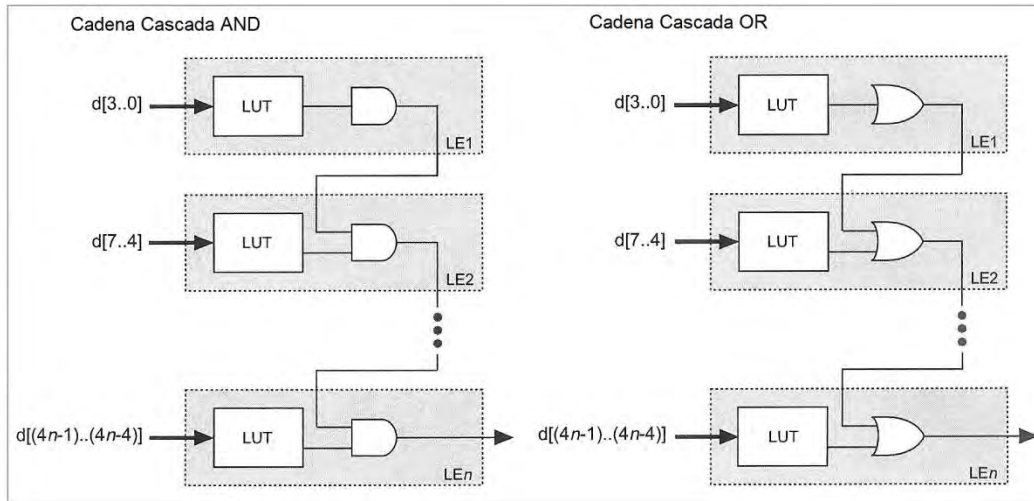 Cadena Cascada AND
d[3..0]
LUT
LE1
d[7..4]
LUT
LE2
d[(4n-1)..(4n-4)]
LUT
LEn
Cadena Cascada OR
d[3..0]
LUT
LE1
d[7..4]
LUT
LE2
d[(4n-1)..(4n-4)]
LUT
LEn